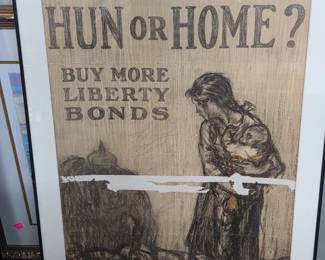 HUN OR HOME?
BUY MORE
LIBERTY
BONDS